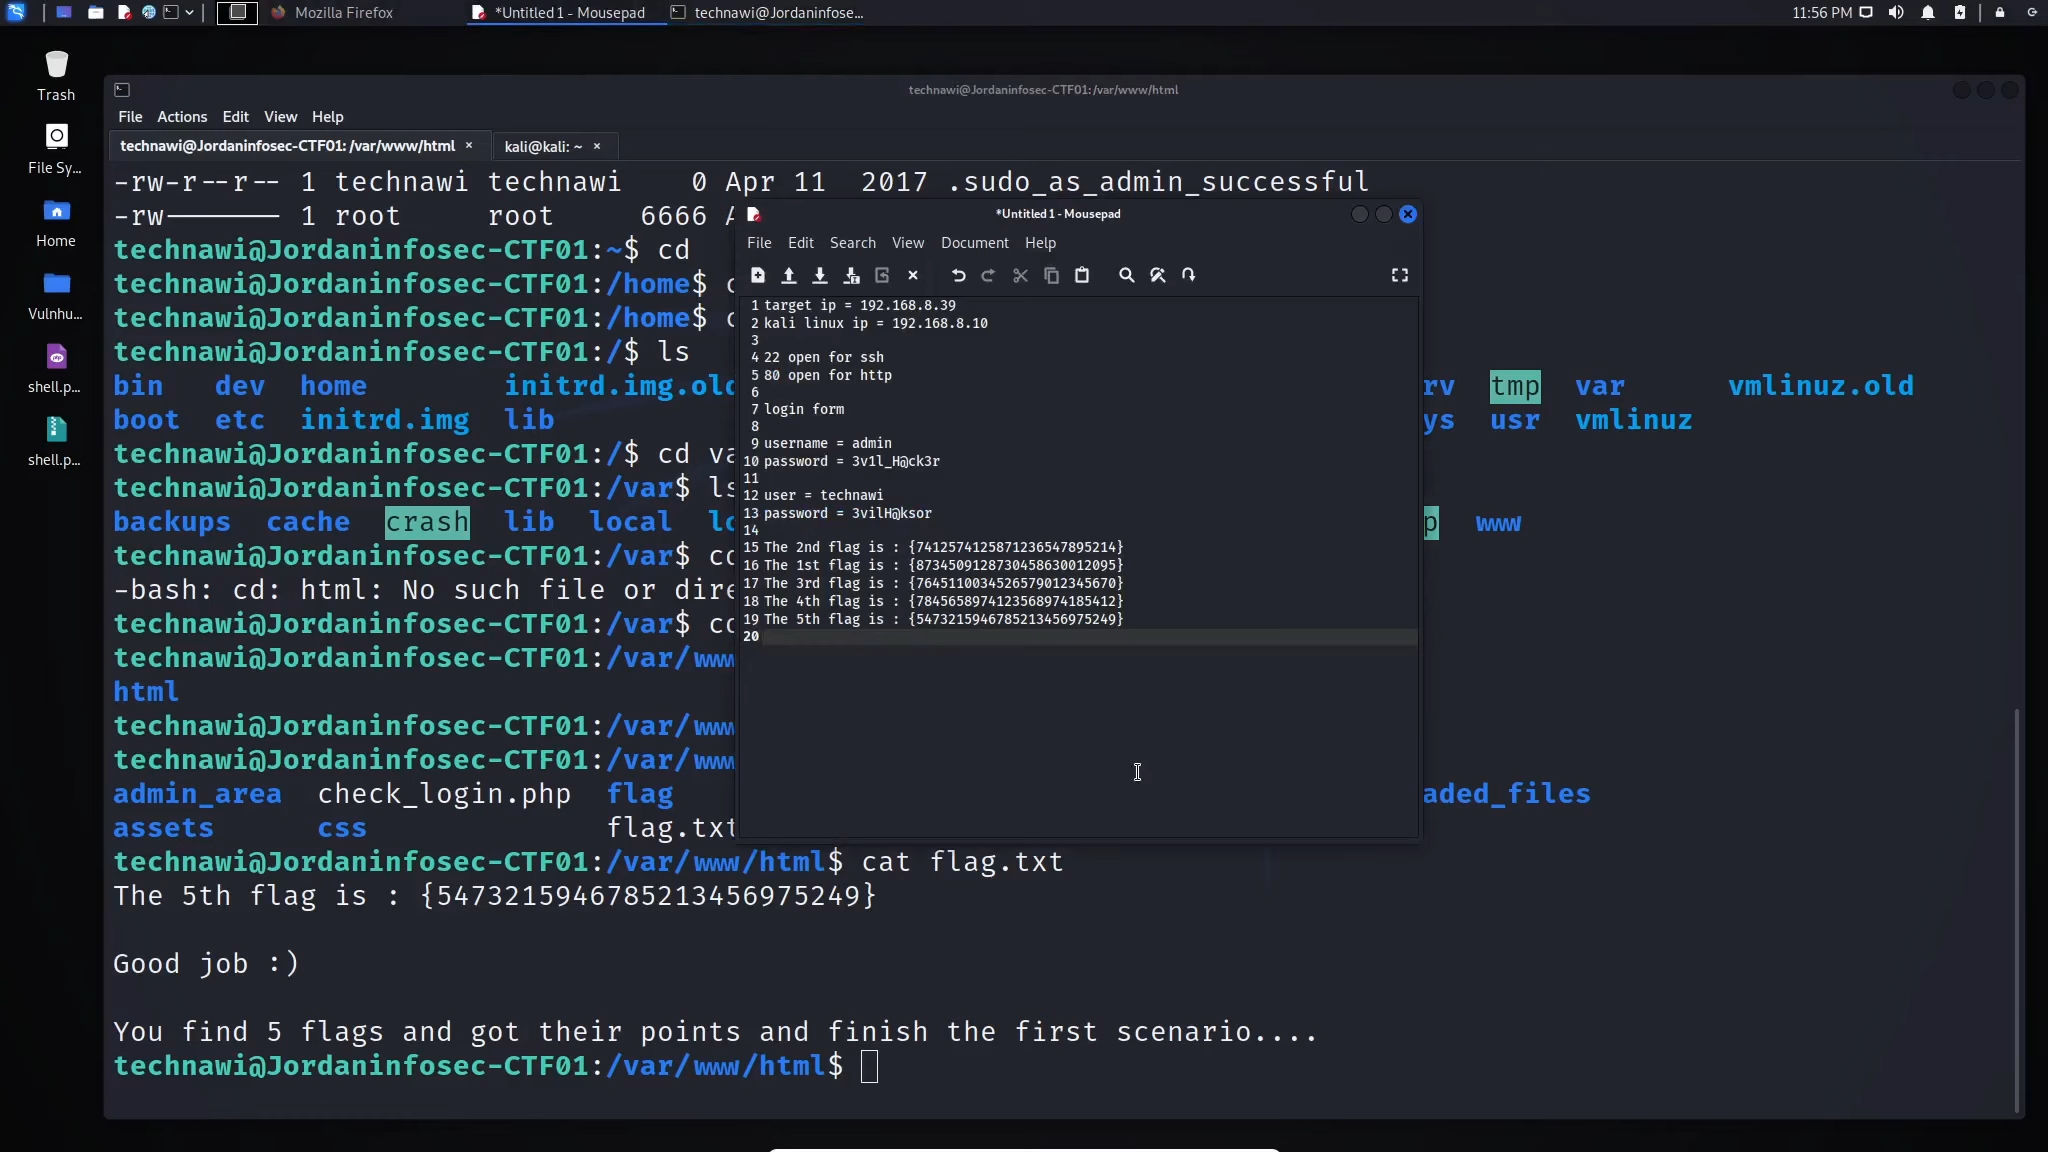 Mozilla Firefox
*Untitled 1 - Mousepad
technawi@Jordaninfose...
11:56 PM
Trash
File Sy...
Home
Vulnhu...
shell.p...
shell.p...
technawi@Jordaninfosec-CTF01:/var/www/html
File Actions Edit View Help
technawi@Jordaninfosec-CTF01: /var/www/html ×
kali@kali: ~ ×
-rw-r--r-- 1 technawi technawi 0 Apr 11 2017 .sudo_as_admin_successful
-rw------- 1 root root 6666 A
technawi@Jordaninfosec-CTF01:~$ cd
technawi@Jordaninfosec-CTF01:/home$ c
technawi@Jordaninfosec-CTF01:/home$ c
technawi@Jordaninfosec-CTF01:/$ ls
bin dev home initrd.img.old rv tmp var vmlinuz.old
boot etc initrd.img lib ys usr vmlinuz
technawi@Jordaninfosec-CTF01:/$ cd va
technawi@Jordaninfosec-CTF01:/var$ ls
backups cache crash lib local lo p www
technawi@Jordaninfosec-CTF01:/var$ cd
-bash: cd: html: No such file or dire
technawi@Jordaninfosec-CTF01:/var$ cd
technawi@Jordaninfosec-CTF01:/var/www
html
technawi@Jordaninfosec-CTF01:/var/www
technawi@Jordaninfosec-CTF01:/var/www
admin_area check_login.php flag aded_files
assets css flag.txt
technawi@Jordaninfosec-CTF01:/var/www/html$ cat flag.txt
The 5th flag is : {5473215946785213456975249}
Good job :)
You find 5 flags and got their points and finish the first scenario....
technawi@Jordaninfosec-CTF01:/var/www/html$
*Untitled 1 - Mousepad
File Edit Search View Document Help
1 target ip = 192.168.8.39
2 kali linux ip = 192.168.8.10
3
4 22 open for ssh
5 80 open for http
6
7 login form
8
9 username = admin
10 password = 3v1l_H@ck3r
11
12 user = technawi
13 password = 3vilH@ksor
14
15 The 2nd flag is : {7412574125871236547895214}
16 The 1st flag is : {8734509128730458630012095}
17 The 3rd flag is : {7645110034526579012345670}
18 The 4th flag is : {7845658974123568974185412}
19 The 5th flag is : {5473215946785213456975249}
20